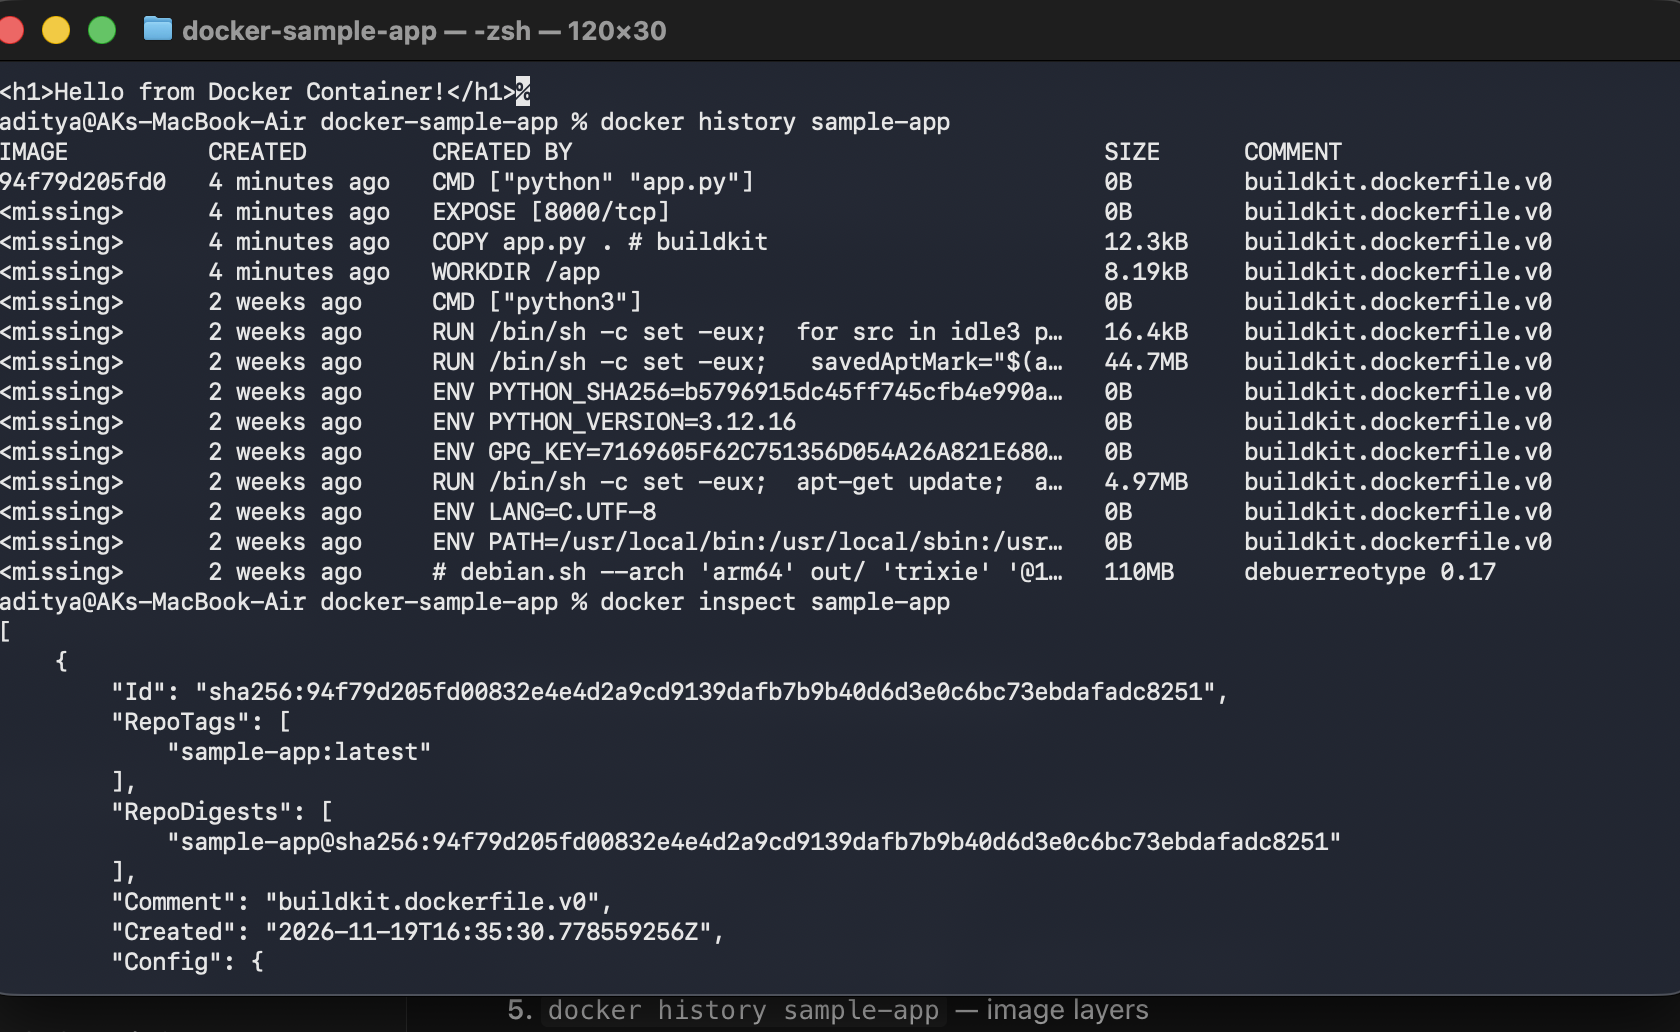 docker-sample-app — -zsh — 120×30
<h1>Hello from Docker Container!</h1>%
aditya@AKs-MacBook-Air docker-sample-app % docker history sample-app
IMAGE CREATED CREATED BY SIZE COMMENT
94f79d205fd0 4 minutes ago CMD ["python" "app.py"] 0B buildkit.dockerfile.v0
<missing> 4 minutes ago EXPOSE [8000/tcp] 0B buildkit.dockerfile.v0
<missing> 4 minutes ago COPY app.py . # buildkit 12.3kB buildkit.dockerfile.v0
<missing> 4 minutes ago WORKDIR /app 8.19kB buildkit.dockerfile.v0
<missing> 2 weeks ago CMD ["python3"] 0B buildkit.dockerfile.v0
<missing> 2 weeks ago RUN /bin/sh -c set -eux; for src in idle3 p… 16.4kB buildkit.dockerfile.v0
<missing> 2 weeks ago RUN /bin/sh -c set -eux; savedAptMark="$(a… 44.7MB buildkit.dockerfile.v0
<missing> 2 weeks ago ENV PYTHON_SHA256=b5796915dc45ff745cfb4e990a… 0B buildkit.dockerfile.v0
<missing> 2 weeks ago ENV PYTHON_VERSION=3.12.16 0B buildkit.dockerfile.v0
<missing> 2 weeks ago ENV GPG_KEY=7169605F62C751356D054A26A821E680… 0B buildkit.dockerfile.v0
<missing> 2 weeks ago RUN /bin/sh -c set -eux; apt-get update; a… 4.97MB buildkit.dockerfile.v0
<missing> 2 weeks ago ENV LANG=C.UTF-8 0B buildkit.dockerfile.v0
<missing> 2 weeks ago ENV PATH=/usr/local/bin:/usr/local/sbin:/usr… 0B buildkit.dockerfile.v0
<missing> 2 weeks ago # debian.sh --arch 'arm64' out/ 'trixie' '@1… 110MB debuerreotype 0.17
aditya@AKs-MacBook-Air docker-sample-app % docker inspect sample-app
[
{
"Id": "sha256:94f79d205fd00832e4e4d2a9cd9139dafb7b9b40d6d3e0c6bc73ebdafadc8251",
"RepoTags": [
"sample-app:latest"
],
"RepoDigests": [
"sample-app@sha256:94f79d205fd00832e4e4d2a9cd9139dafb7b9b40d6d3e0c6bc73ebdafadc8251"
],
"Comment": "buildkit.dockerfile.v0",
"Created": "2026-11-19T16:35:30.778559256Z",
"Config": {
5. docker history sample-app — image layers